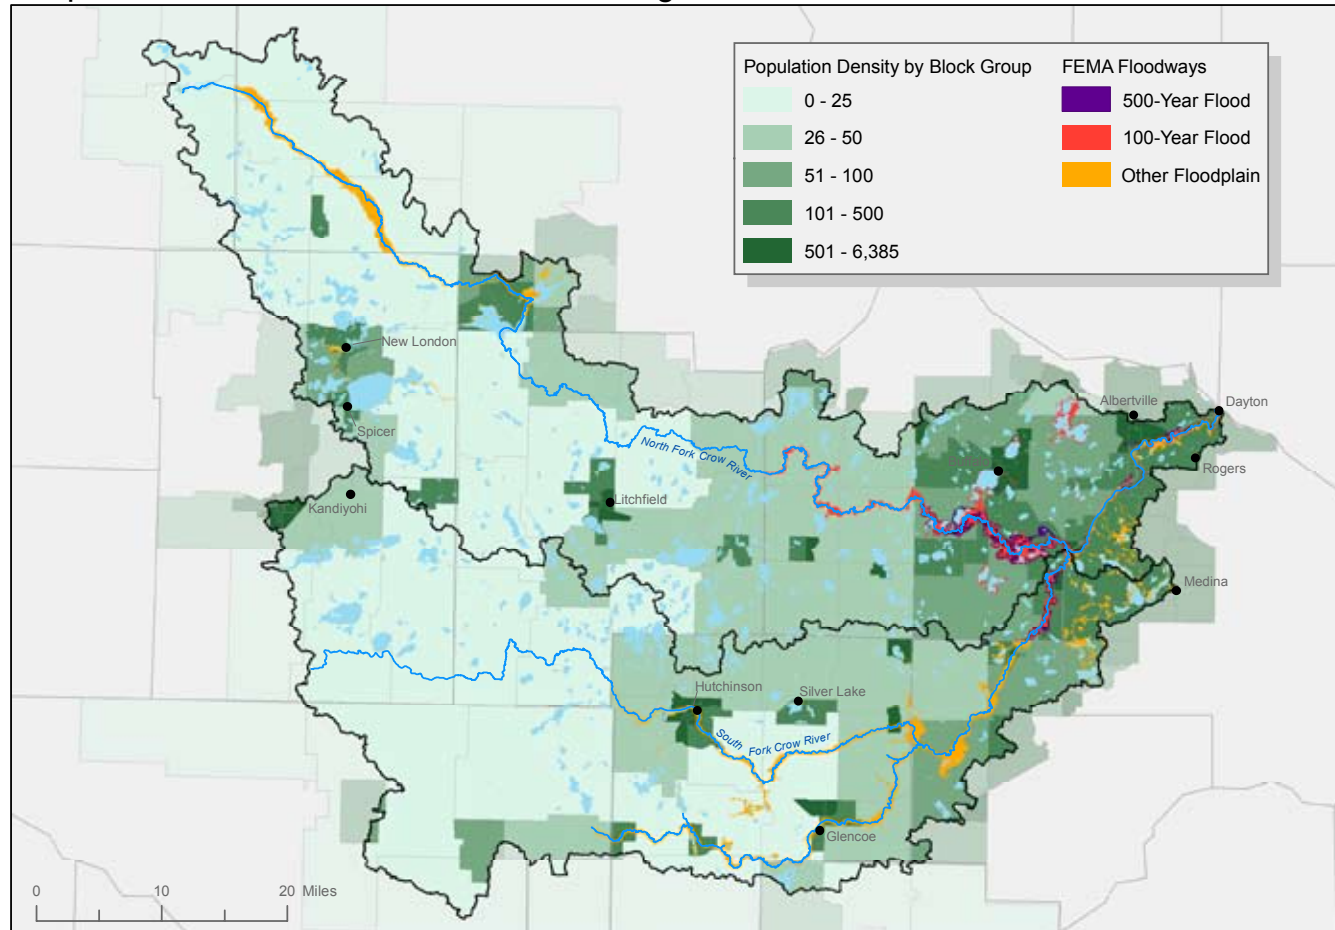 Population Density by Block Group
0 - 25
26 - 50
51 - 100
101 - 500
501 - 6,385
FEMA Floodways
500-Year Flood
100-Year Flood
Other Floodplain
New London
Spicer
Kandiyohi
Litchfield
North Fork Crow River
Albertville
Dayton
Rogers
Medina
Hutchinson
Silver Lake
South Fork Crow River
Glencoe
0 10 20 Miles